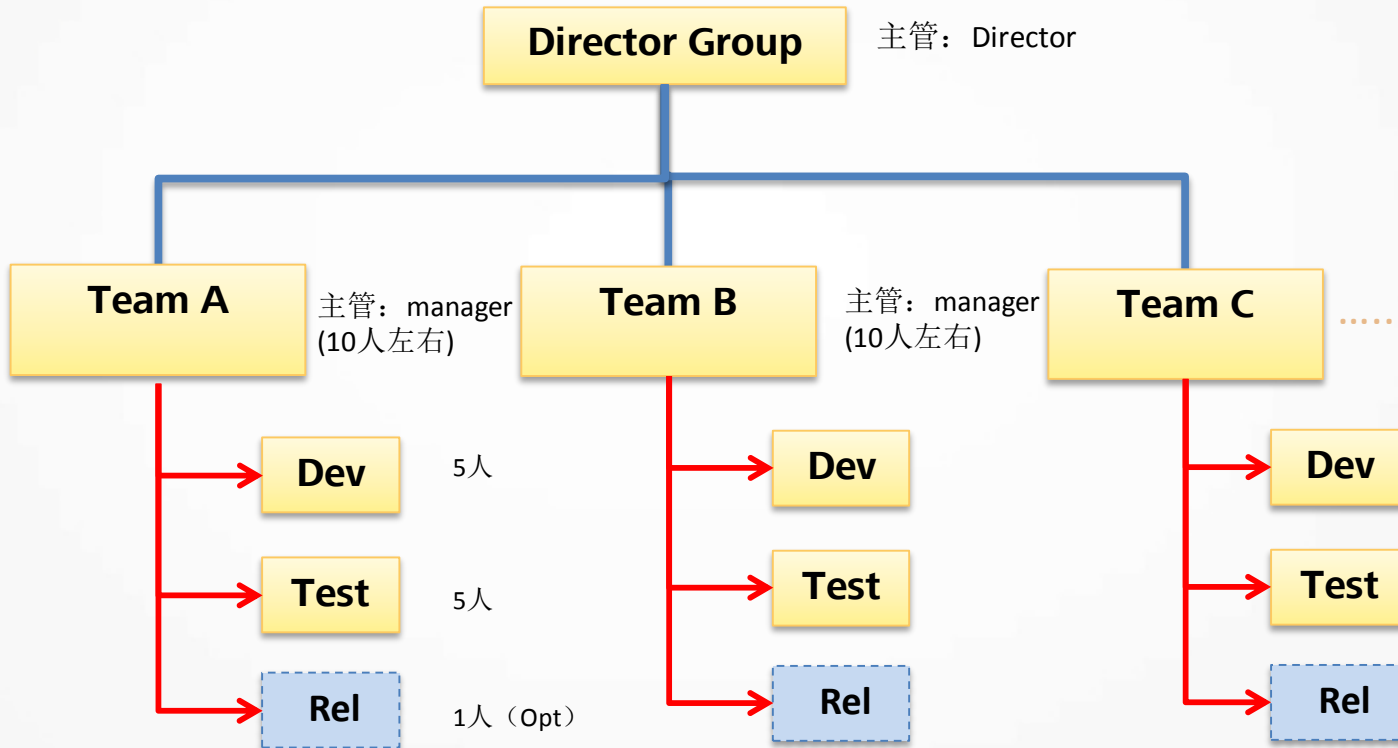 Director Group
主管：Director
Team A
主管：manager
(10人左右)
Team B
主管：manager
(10人左右)
Team C
......
Dev
5人
Dev
Dev
Test
5人
Test
Test
Rel
1人（Opt）
Rel
Rel